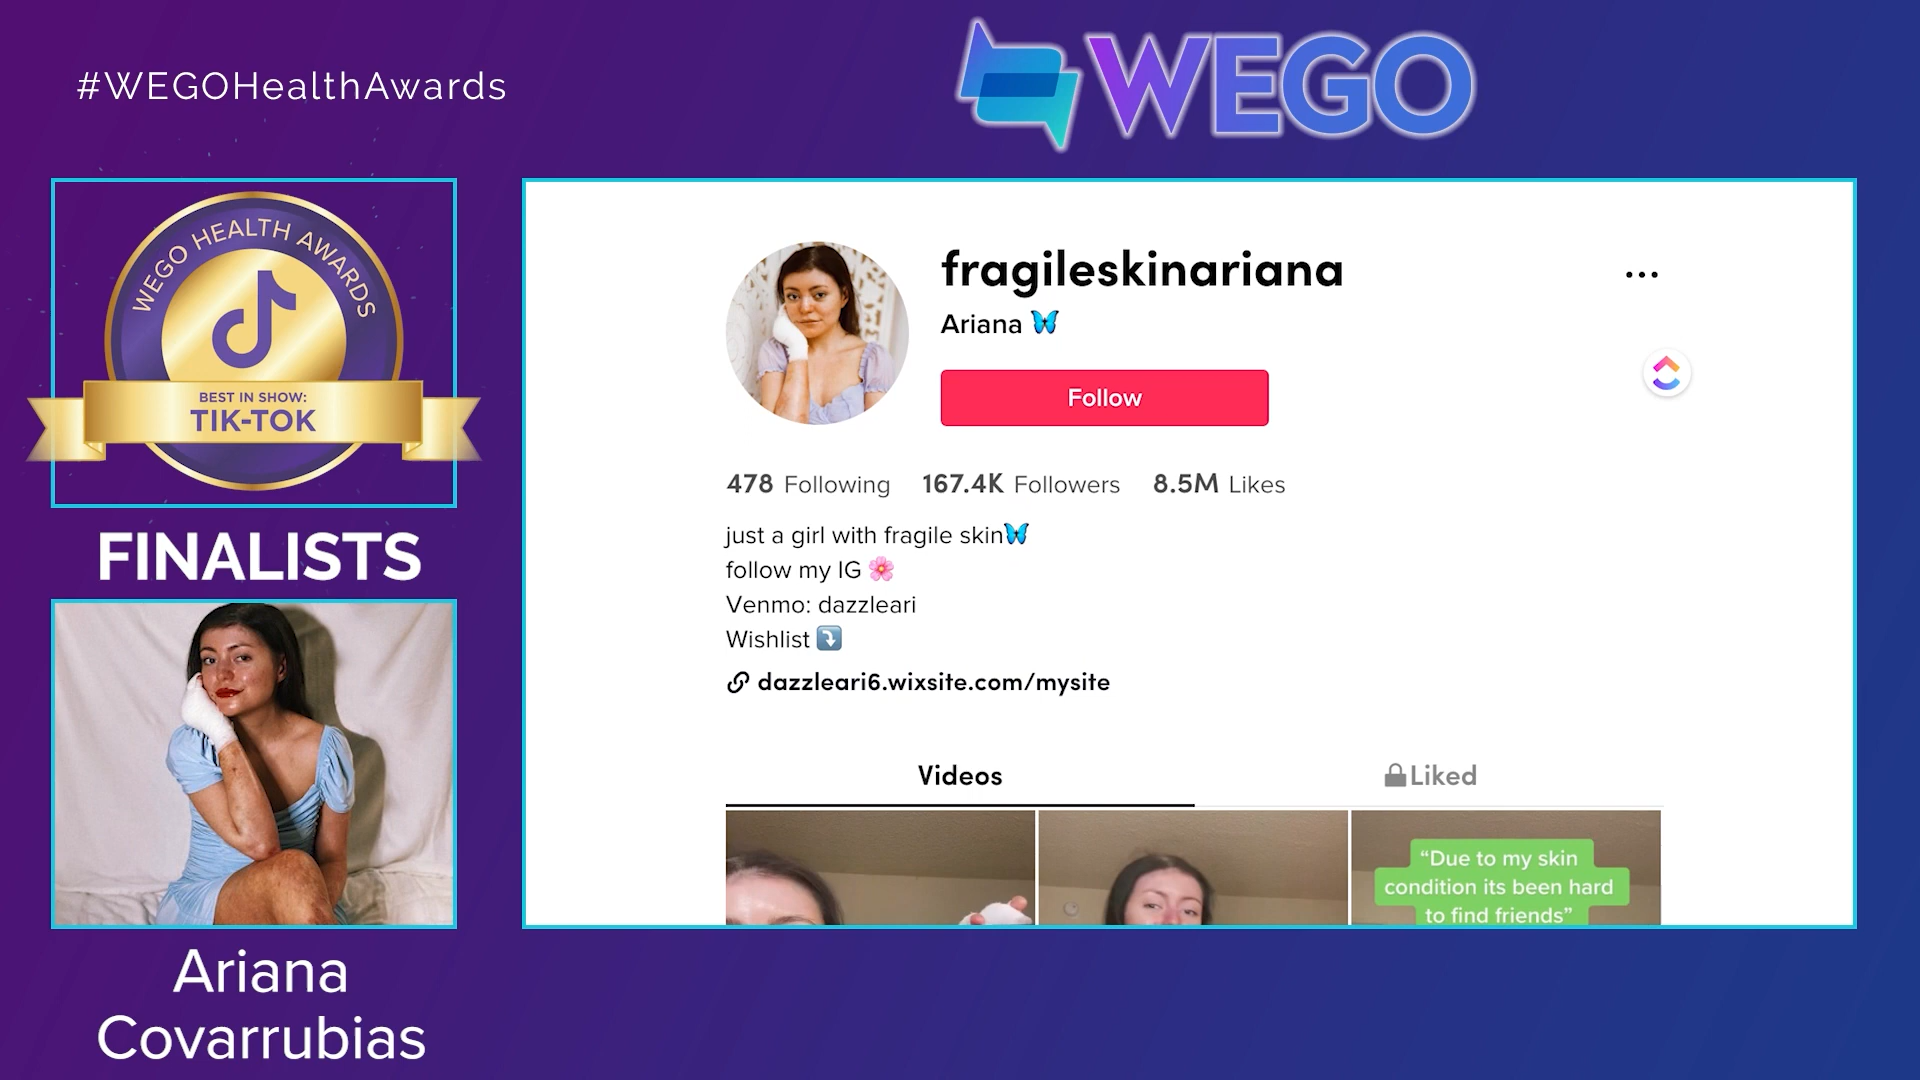 #WEGOHealthAwards
WEGO
WEGO HEALTH AWARDS
BEST IN SHOW:
TIK-TOK
FINALISTS
Ariana
Covarrubias
fragileskinariana
...
Ariana 🦋
Follow
478 Following 167.4K Followers 8.5M Likes
just a girl with fragile skin🦋
follow my IG 🌸
Venmo: dazzleari
Wishlist ⤵️
dazzleari6.wixsite.com/mysite
Videos
Liked
“Due to my skin
condition its been hard
to find friends”